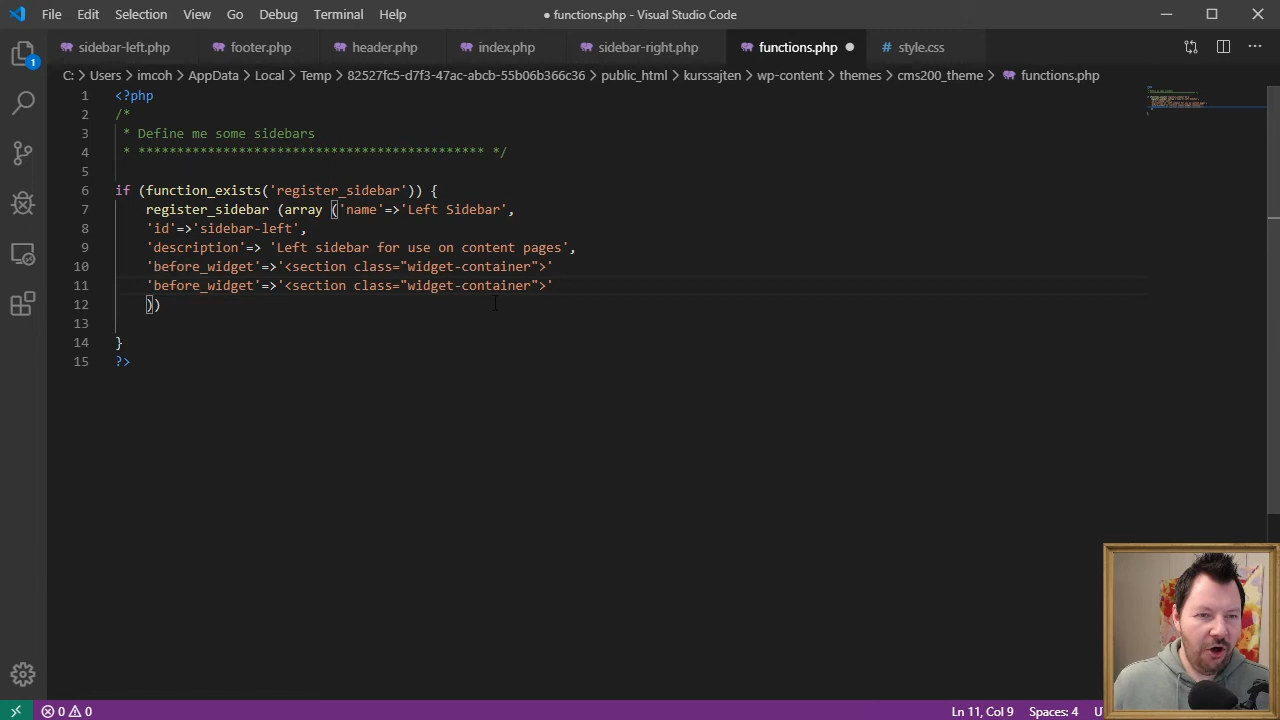 File Edit Selection View Go Debug Terminal Help ● functions.php - Visual Studio Code
sidebar-left.php footer.php header.php index.php sidebar-right.php functions.php # style.css
C: > Users > imcoh > AppData > Local > Temp > 82527fc5-d7f3-47ac-abcb-55b06b366c36 > public_html > kurssajten > wp-content > themes > cms200_theme > functions.php
1 <?php
2 /*
3 * Define me some sidebars
4 * ********************************************* */
5
6 if (function_exists('register_sidebar')) {
7 register_sidebar (array ('name'=>'Left Sidebar',
8 'id'=>'sidebar-left',
9 'description'=> 'Left sidebar for use on content pages',
10 'before_widget'=>'<section class="widget-container">'
11 'before_widget'=>'<section class="widget-container">'
12 ))
13
14 }
15 ?>
1
0 0 Ln 11, Col 9 Spaces: 4